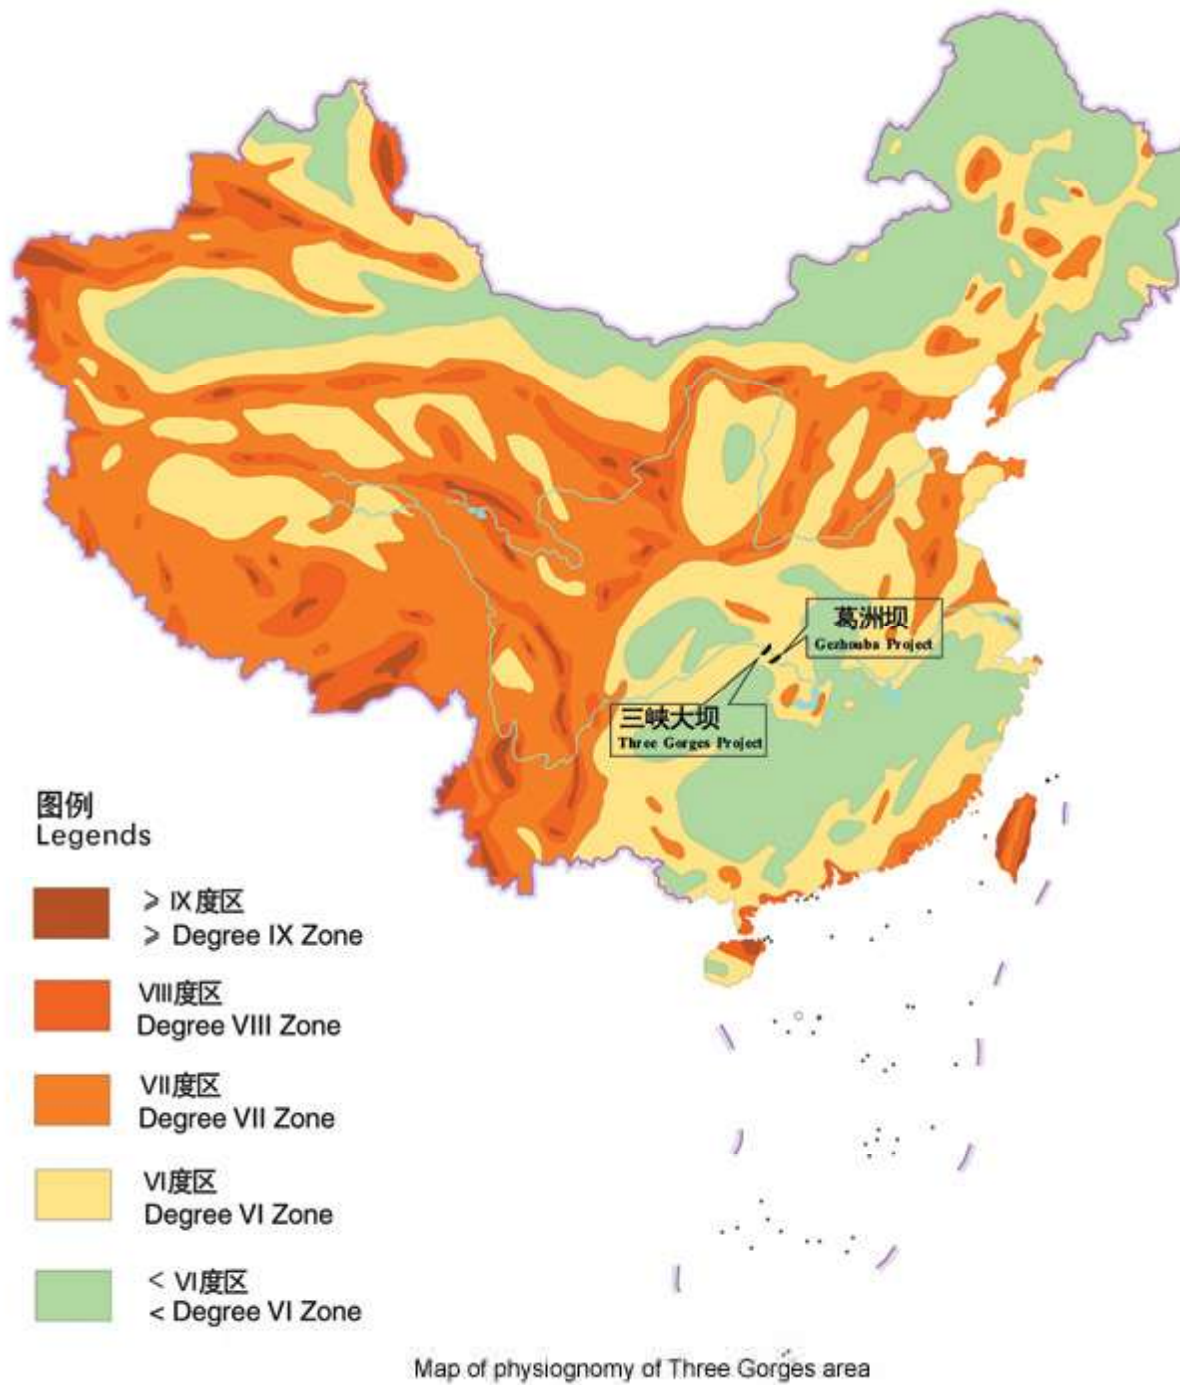 葛洲坝
Gezhouba Project
三峡大坝
Three Gorges Project
图例
Legends
⩾ IX度区
⩾ Degree IX Zone
VIII度区
Degree VIII Zone
VII度区
Degree VII Zone
VI度区
Degree VI Zone
< VI度区
< Degree VI Zone
Map of physiognomy of Three Gorges area